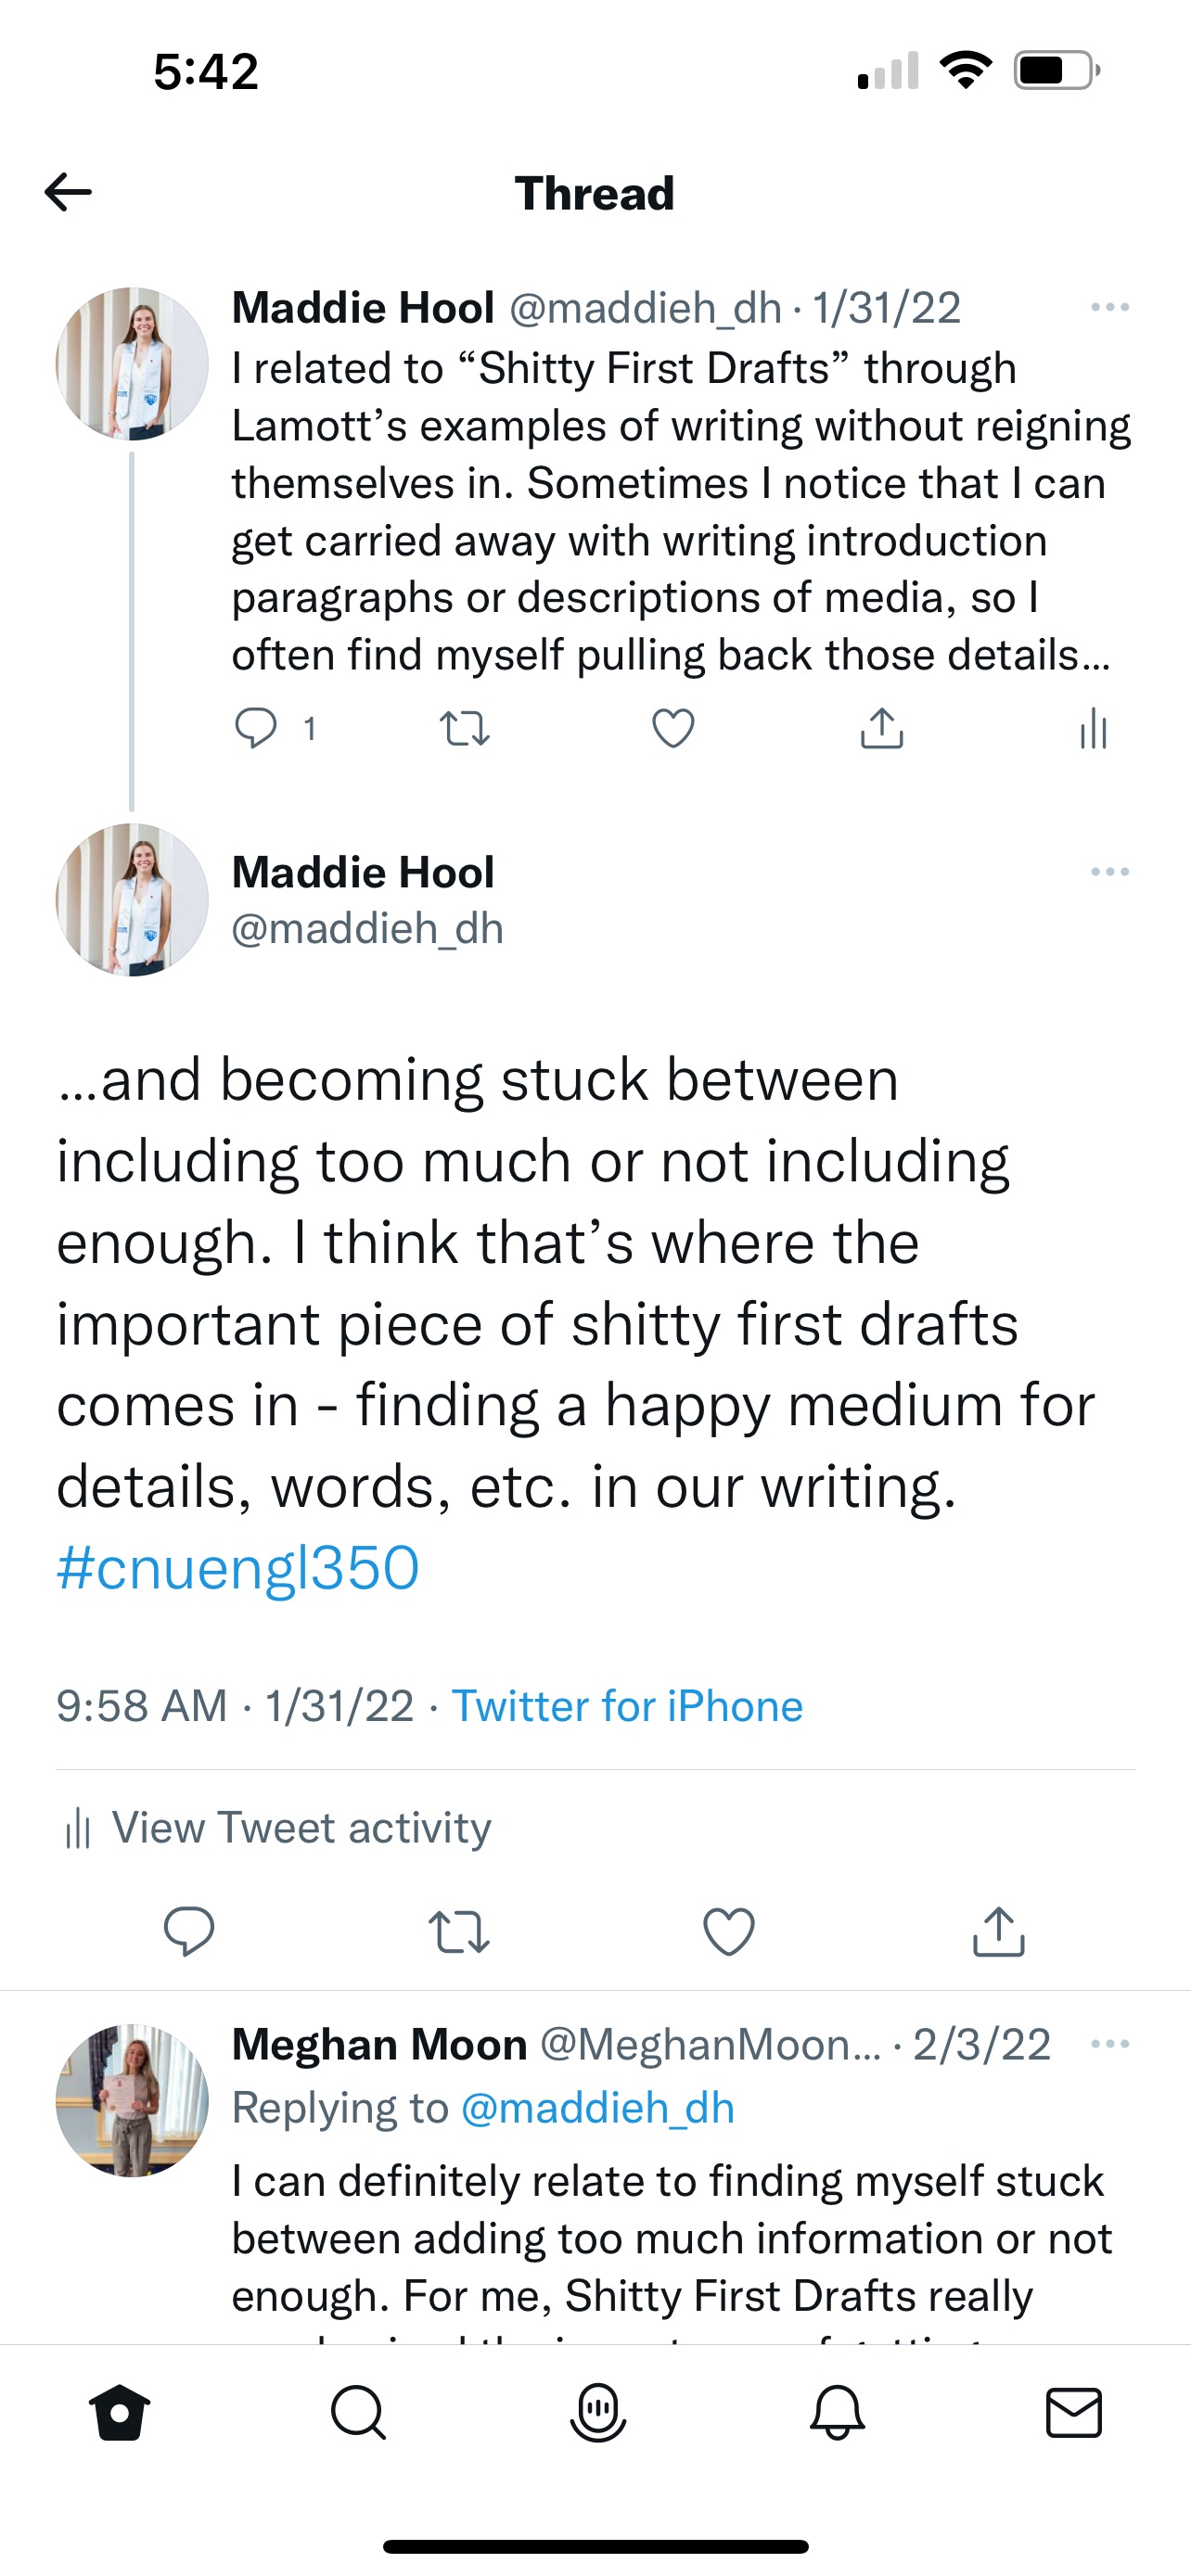 5:42
Thread
Maddie Hool @maddieh_dh · 1/31/22
I related to “Shitty First Drafts” through
Lamott’s examples of writing without reigning
themselves in. Sometimes I notice that I can
get carried away with writing introduction
paragraphs or descriptions of media, so I
often find myself pulling back those details...
1
Maddie Hool
@maddieh_dh
...and becoming stuck between
including too much or not including
enough. I think that’s where the
important piece of shitty first drafts
comes in - finding a happy medium for
details, words, etc. in our writing.
#cnuengl350
9:58 AM · 1/31/22 · Twitter for iPhone
View Tweet activity
Meghan Moon @MeghanMoon... · 2/3/22
Replying to @maddieh_dh
I can definitely relate to finding myself stuck
between adding too much information or not
enough. For me, Shitty First Drafts really